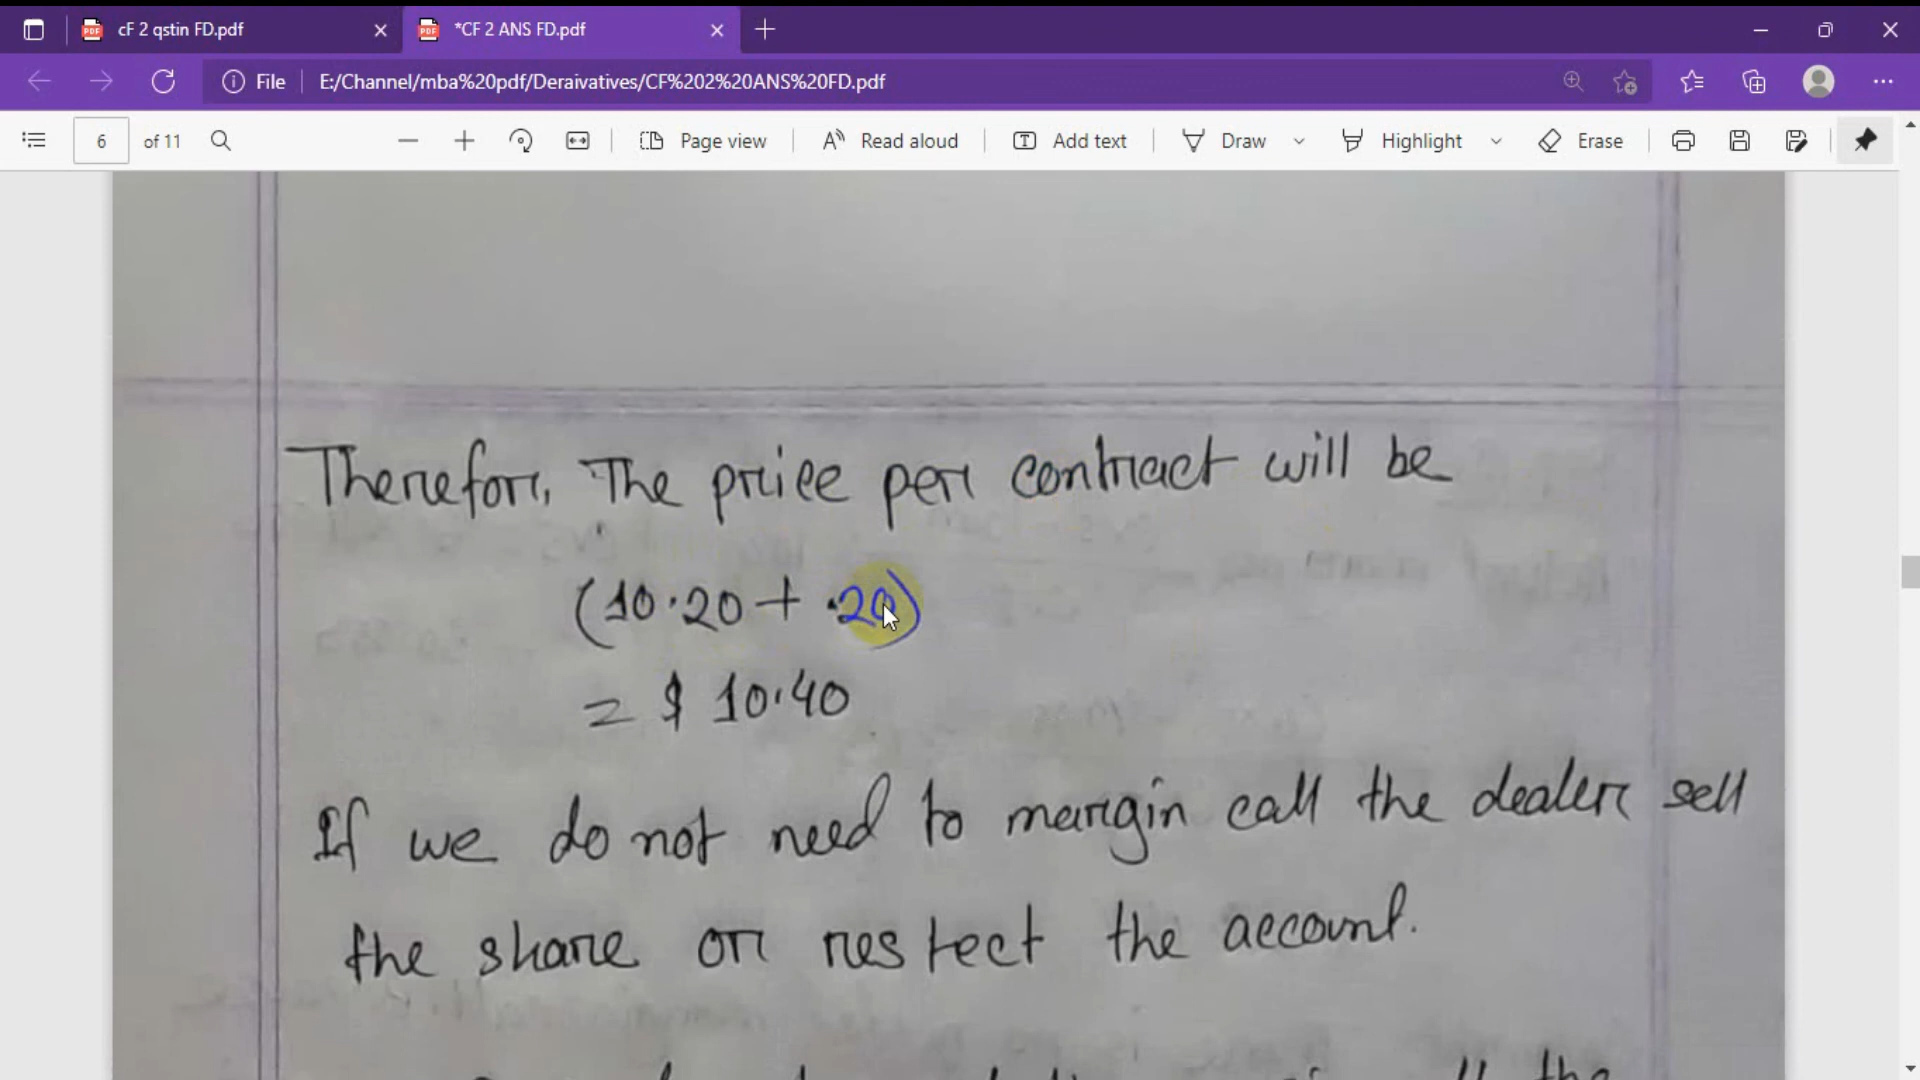 cF 2 qstin FD.pdf
*CF 2 ANS FD.pdf
File
E:/Channel/mba%20pdf/Deraivatives/CF%202%20ANS%20FD.pdf
6 of 11
Page view
Read aloud
Add text
Draw
Highlight
Erase
Therefor, The price per contract will be
(10.20 + .20)
= $ 10.40
If we do not need to margin call the dealer sell
the share or restect the account.